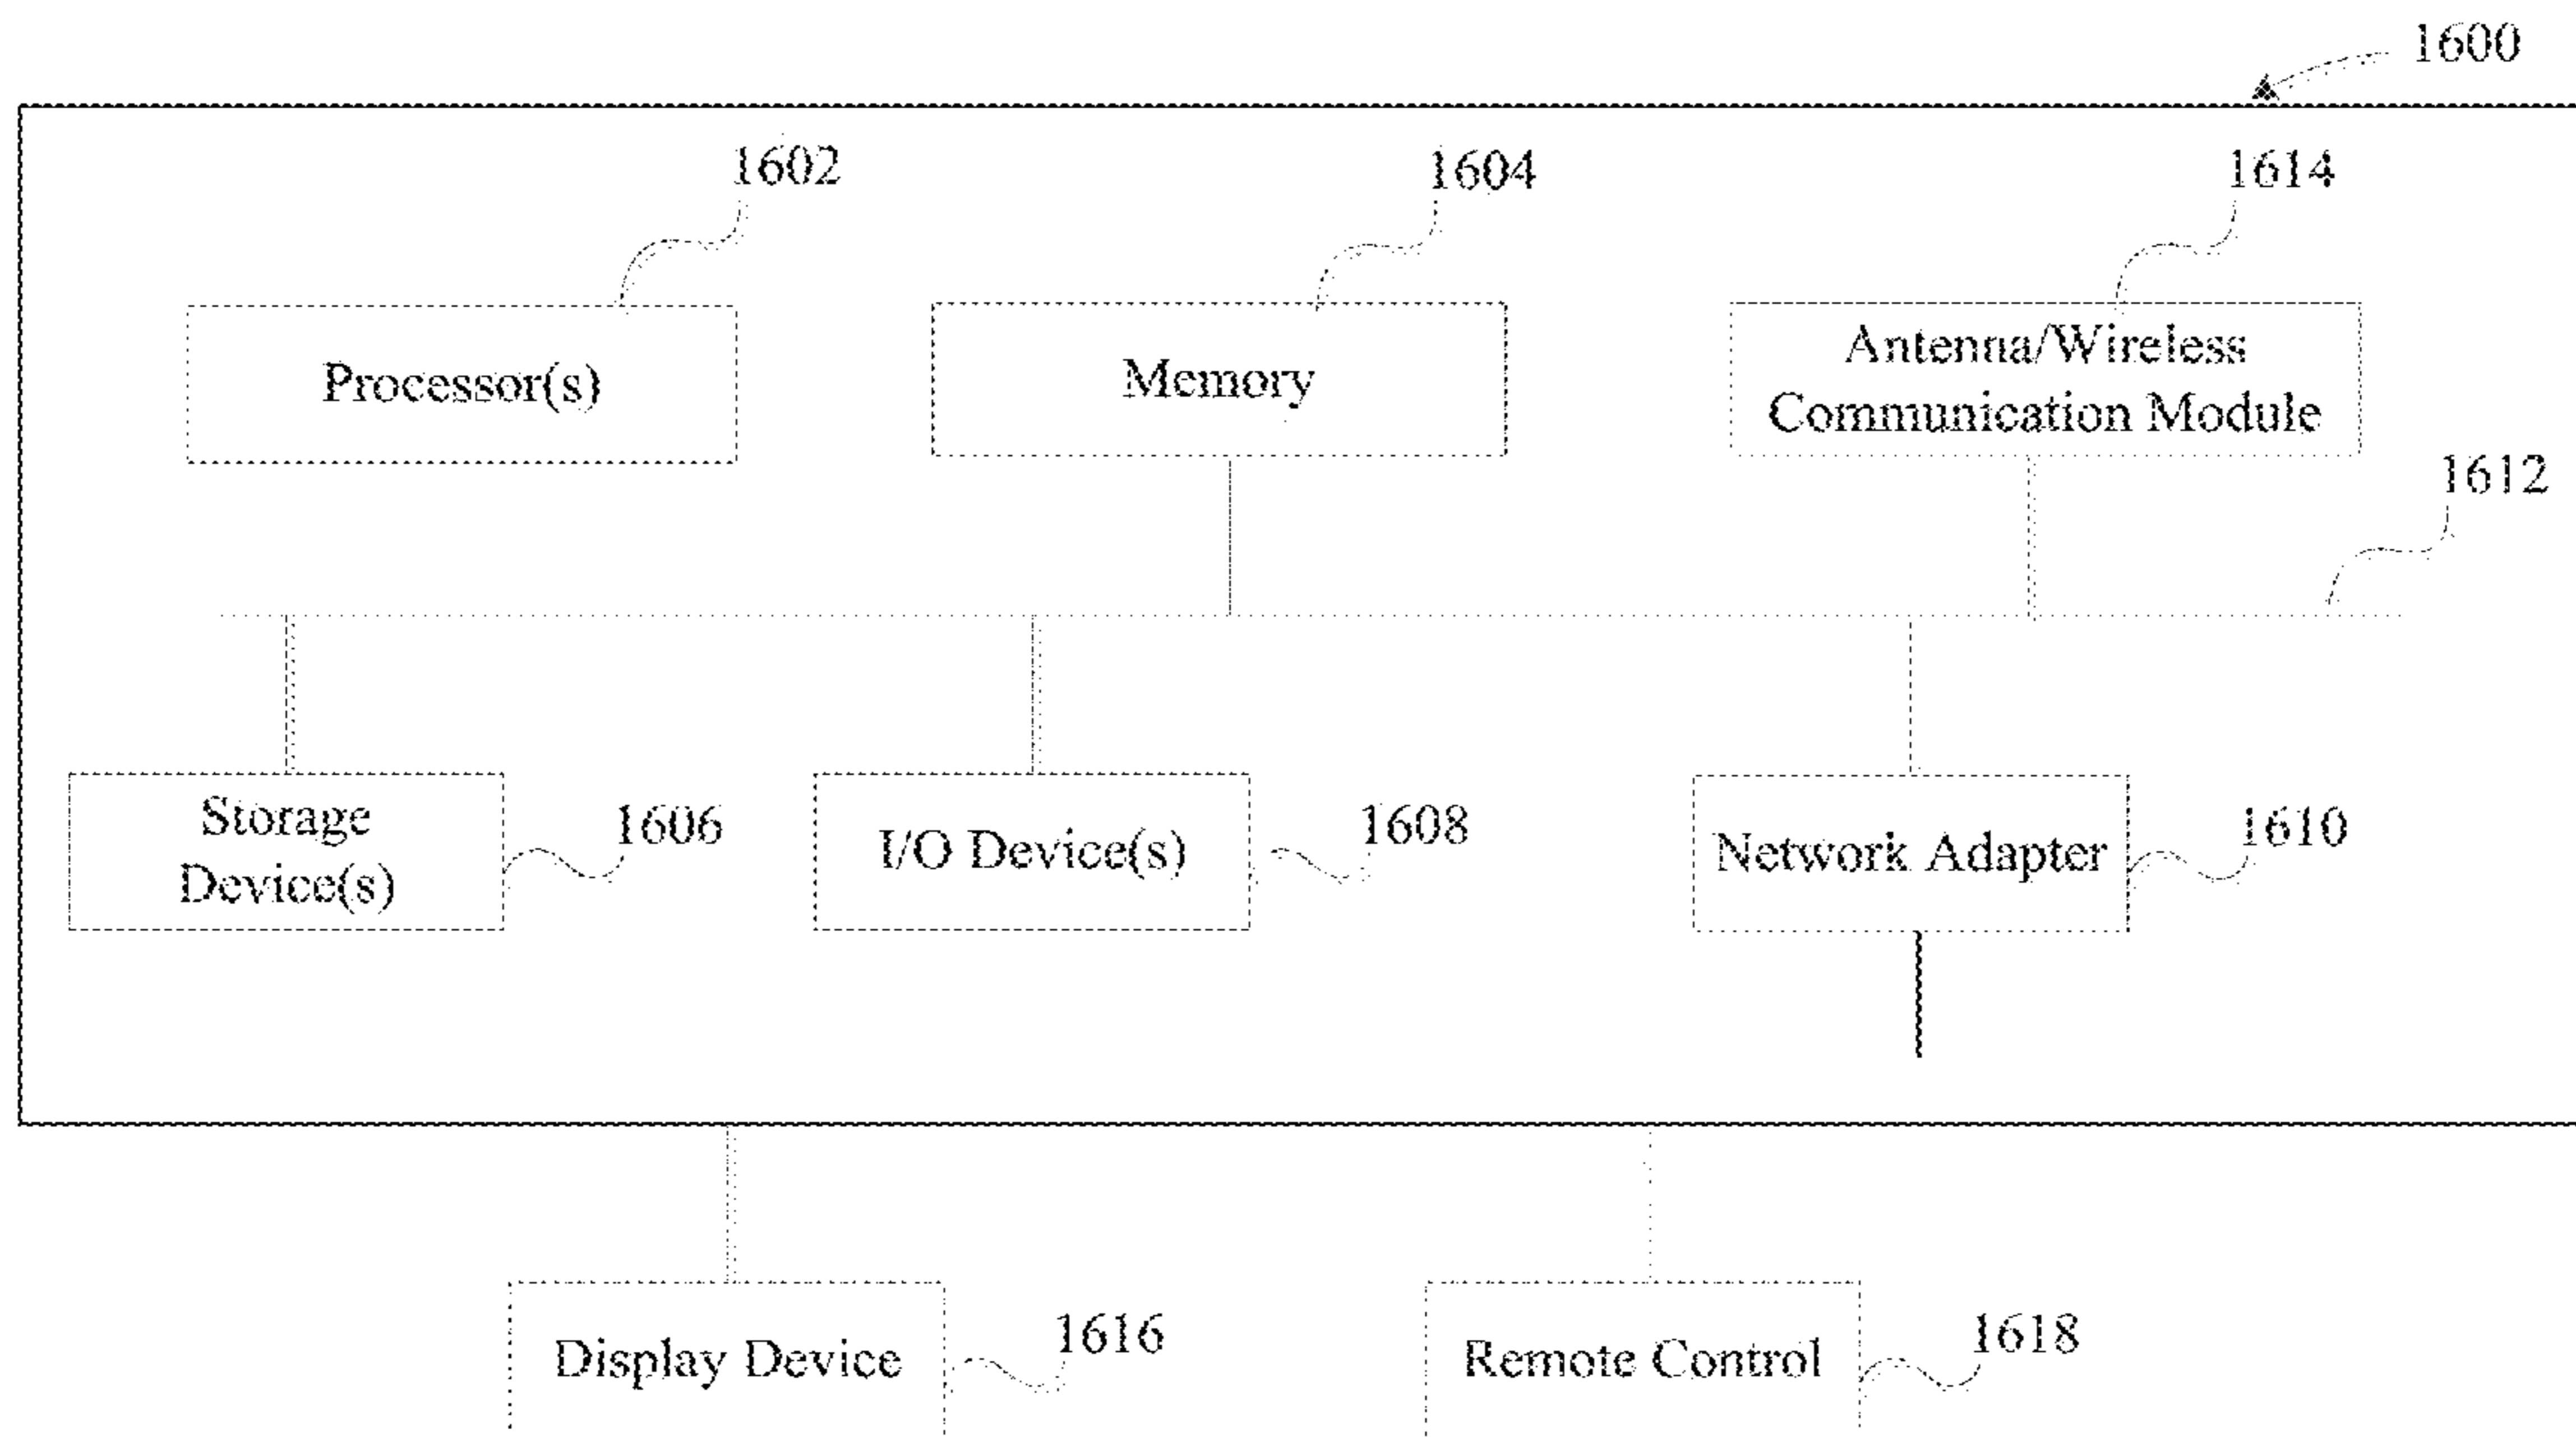 1600
1602
1604
1614
Processor(s)
Memory
Antenna/Wireless
Communication Module
1612
Storage
Device(s)
1606
I/O Device(s)
1608
Network Adapter
1610
Display Device
1616
Remote Control
1618